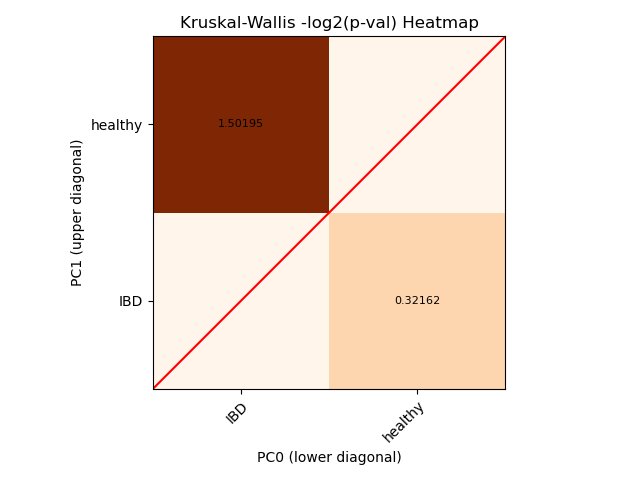 Kruskal-Wallis -log2(p-val) Heatmap
healthy
1.50195
PC1 (upper diagonal)
IBD
0.32162
IBD
healthy
PC0 (lower diagonal)